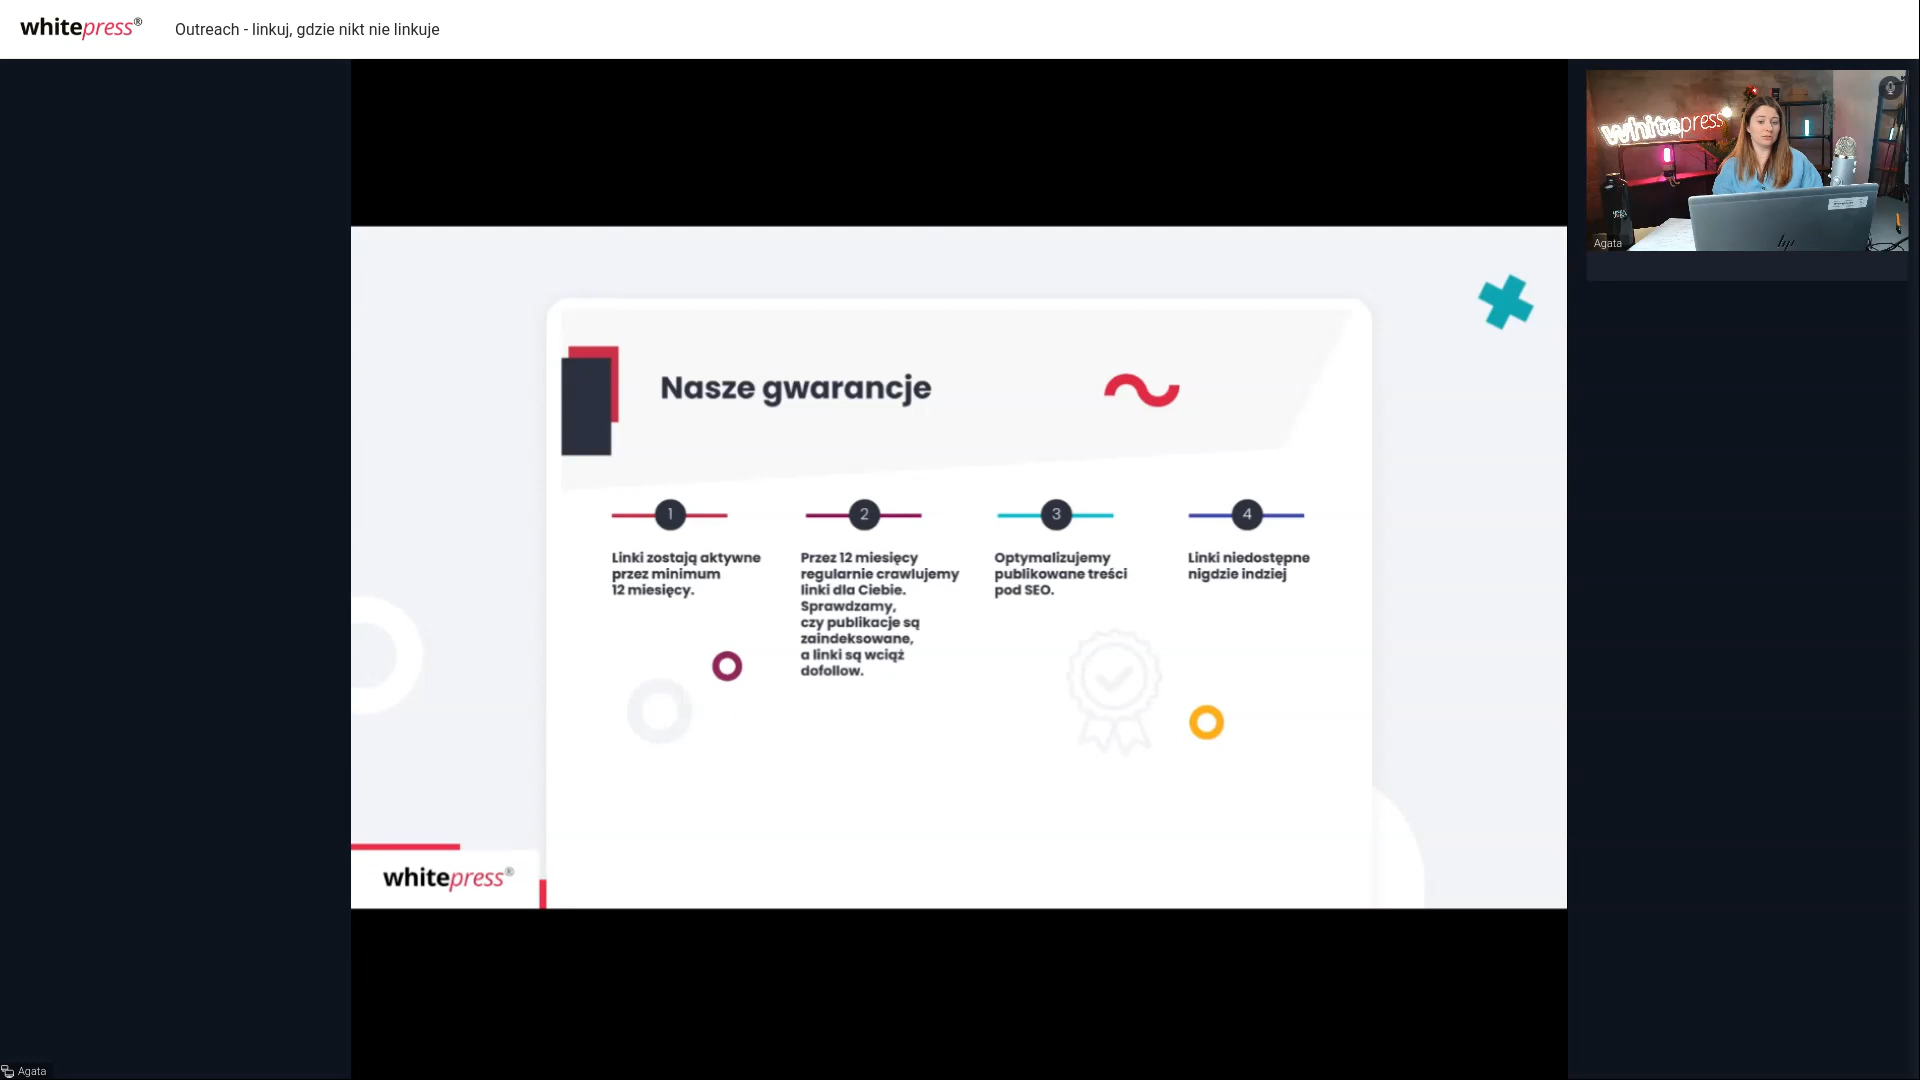 whitepress®
Outreach - linkuj, gdzie nikt nie linkuje
whitepress
Agata
hp
Nasze gwarancje
1
Linki zostają aktywne
przez minimum
12 miesięcy.
2
Przez 12 miesięcy
regularnie crawlujemy
linki dla Ciebie.
Sprawdzamy,
czy publikacje są
zaindeksowane,
a linki są wciąż
dofollow.
3
Optymalizujemy
publikowane treści
pod SEO.
4
Linki niedostępne
nigdzie indziej
whitepress®
Agata